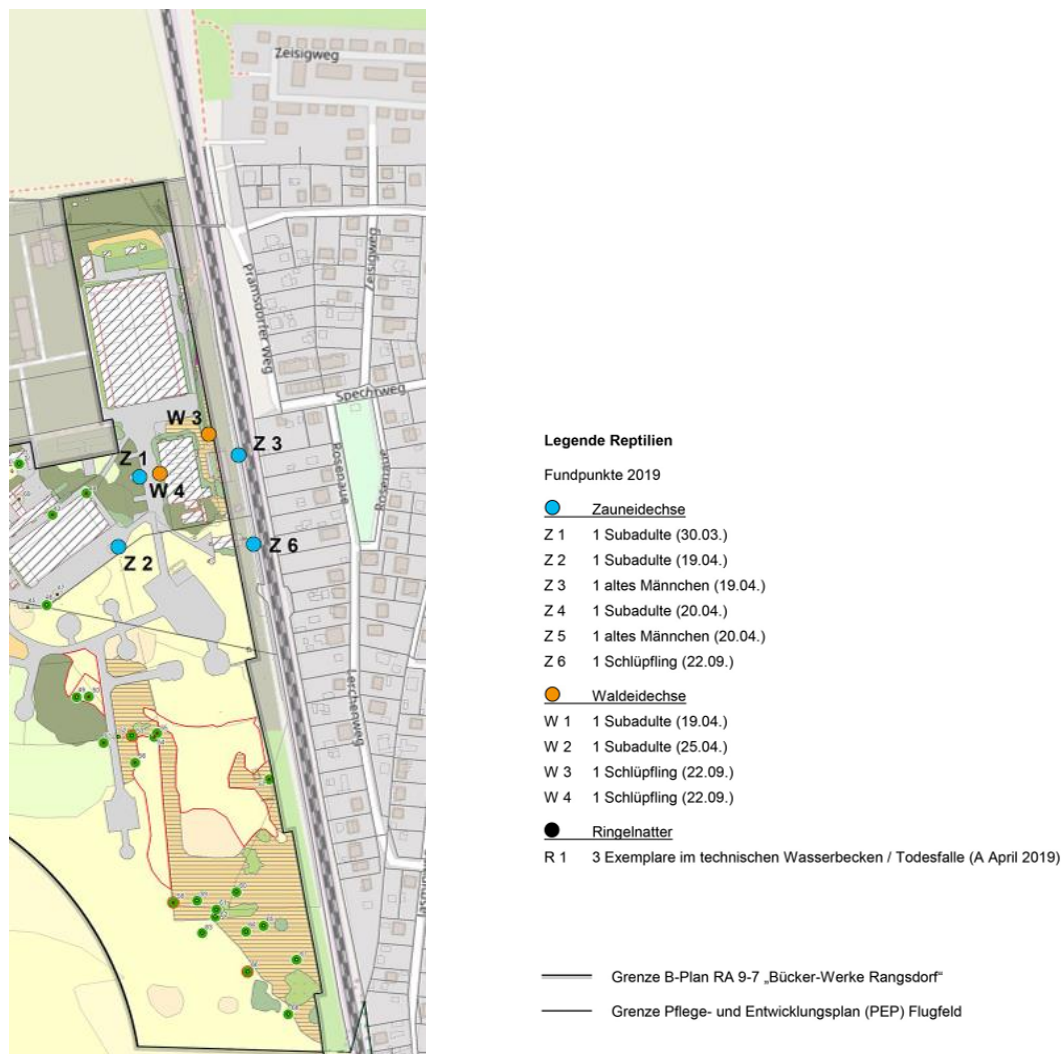 Zeisigweg
Pramsdorfer Weg
Zeisigweg
Spechtweg
W 3
Z 3
Z 1
W 4
Rosenaue
Rosenaue
Z 2
Z 6
Lerchenweg
Legende Reptilien
Fundpunkte 2019
Zauneidechse
Z 1 1 Subadulte (30.03.)
Z 2 1 Subadulte (19.04.)
Z 3 1 altes Männchen (19.04.)
Z 4 1 Subadulte (20.04.)
Z 5 1 altes Männchen (20.04.)
Z 6 1 Schlüpfling (22.09.)
Waldeidechse
W 1 1 Subadulte (19.04.)
W 2 1 Subadulte (25.04.)
W 3 1 Schlüpfling (22.09.)
W 4 1 Schlüpfling (22.09.)
Ringelnatter
R 1 3 Exemplare im technischen Wasserbecken / Todesfalle (A April 2019)
Grenze B-Plan RA 9-7 „Bücker-Werke Rangsdorf“
Grenze Pflege- und Entwicklungsplan (PEP) Flugfeld